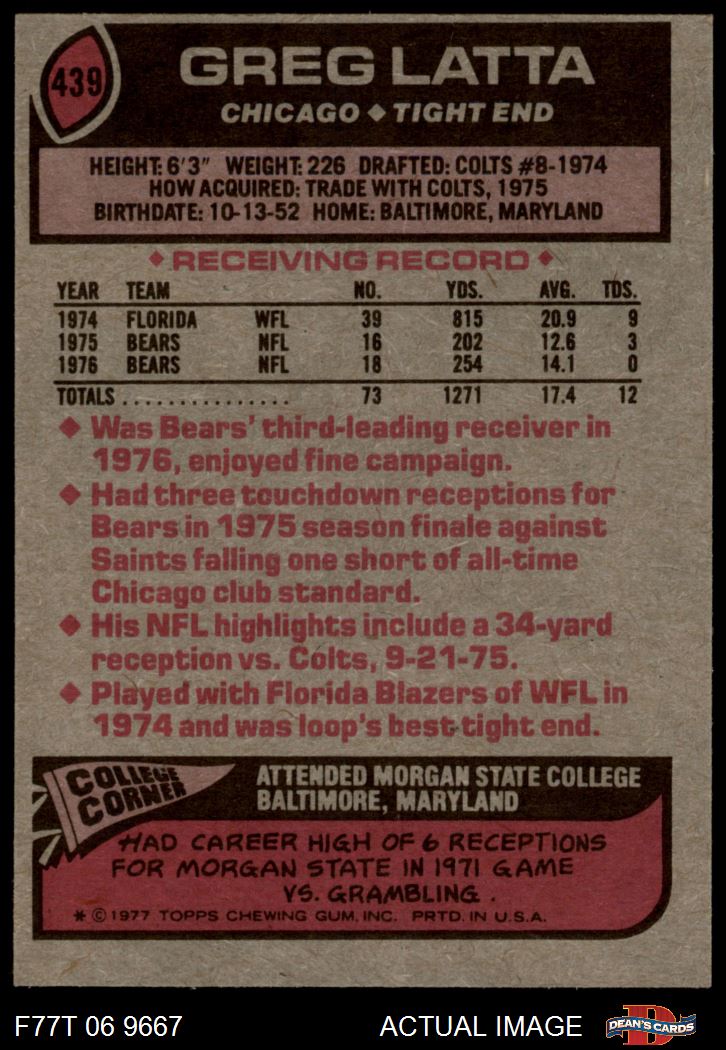 439
GREG LATTA
CHICAGO ◆ TIGHT END
HEIGHT: 6'3" WEIGHT: 226 DRAFTED: COLTS #8-1974
HOW ACQUIRED: TRADE WITH COLTS, 1975
BIRTHDATE: 10-13-52 HOME: BALTIMORE, MARYLAND
◆ RECEIVING RECORD ◆
YEAR TEAM NO. YDS. AVG. TDS.
1974 FLORIDA WFL 39 815 20.9 9
1975 BEARS NFL 16 202 12.6 3
1976 BEARS NFL 18 254 14.1 0
TOTALS............... 73 1271 17.4 12
◆ Was Bears' third-leading receiver in
1976, enjoyed fine campaign.
◆ Had three touchdown receptions for
Bears in 1975 season finale against
Saints falling one short of all-time
Chicago club standard.
◆ His NFL highlights include a 34-yard
reception vs. Colts, 9-21-75.
◆ Played with Florida Blazers of WFL in
1974 and was loop's best tight end.
COLLEGE
CORNER
ATTENDED MORGAN STATE COLLEGE
BALTIMORE, MARYLAND
HAD CAREER HIGH OF 6 RECEPTIONS
FOR MORGAN STATE IN 1971 GAME
VS. GRAMBLING.
* © 1977 TOPPS CHEWING GUM, INC. PRTD. IN U.S.A.
F77T 06 9667 ACTUAL IMAGE D DEAN'S CARDS